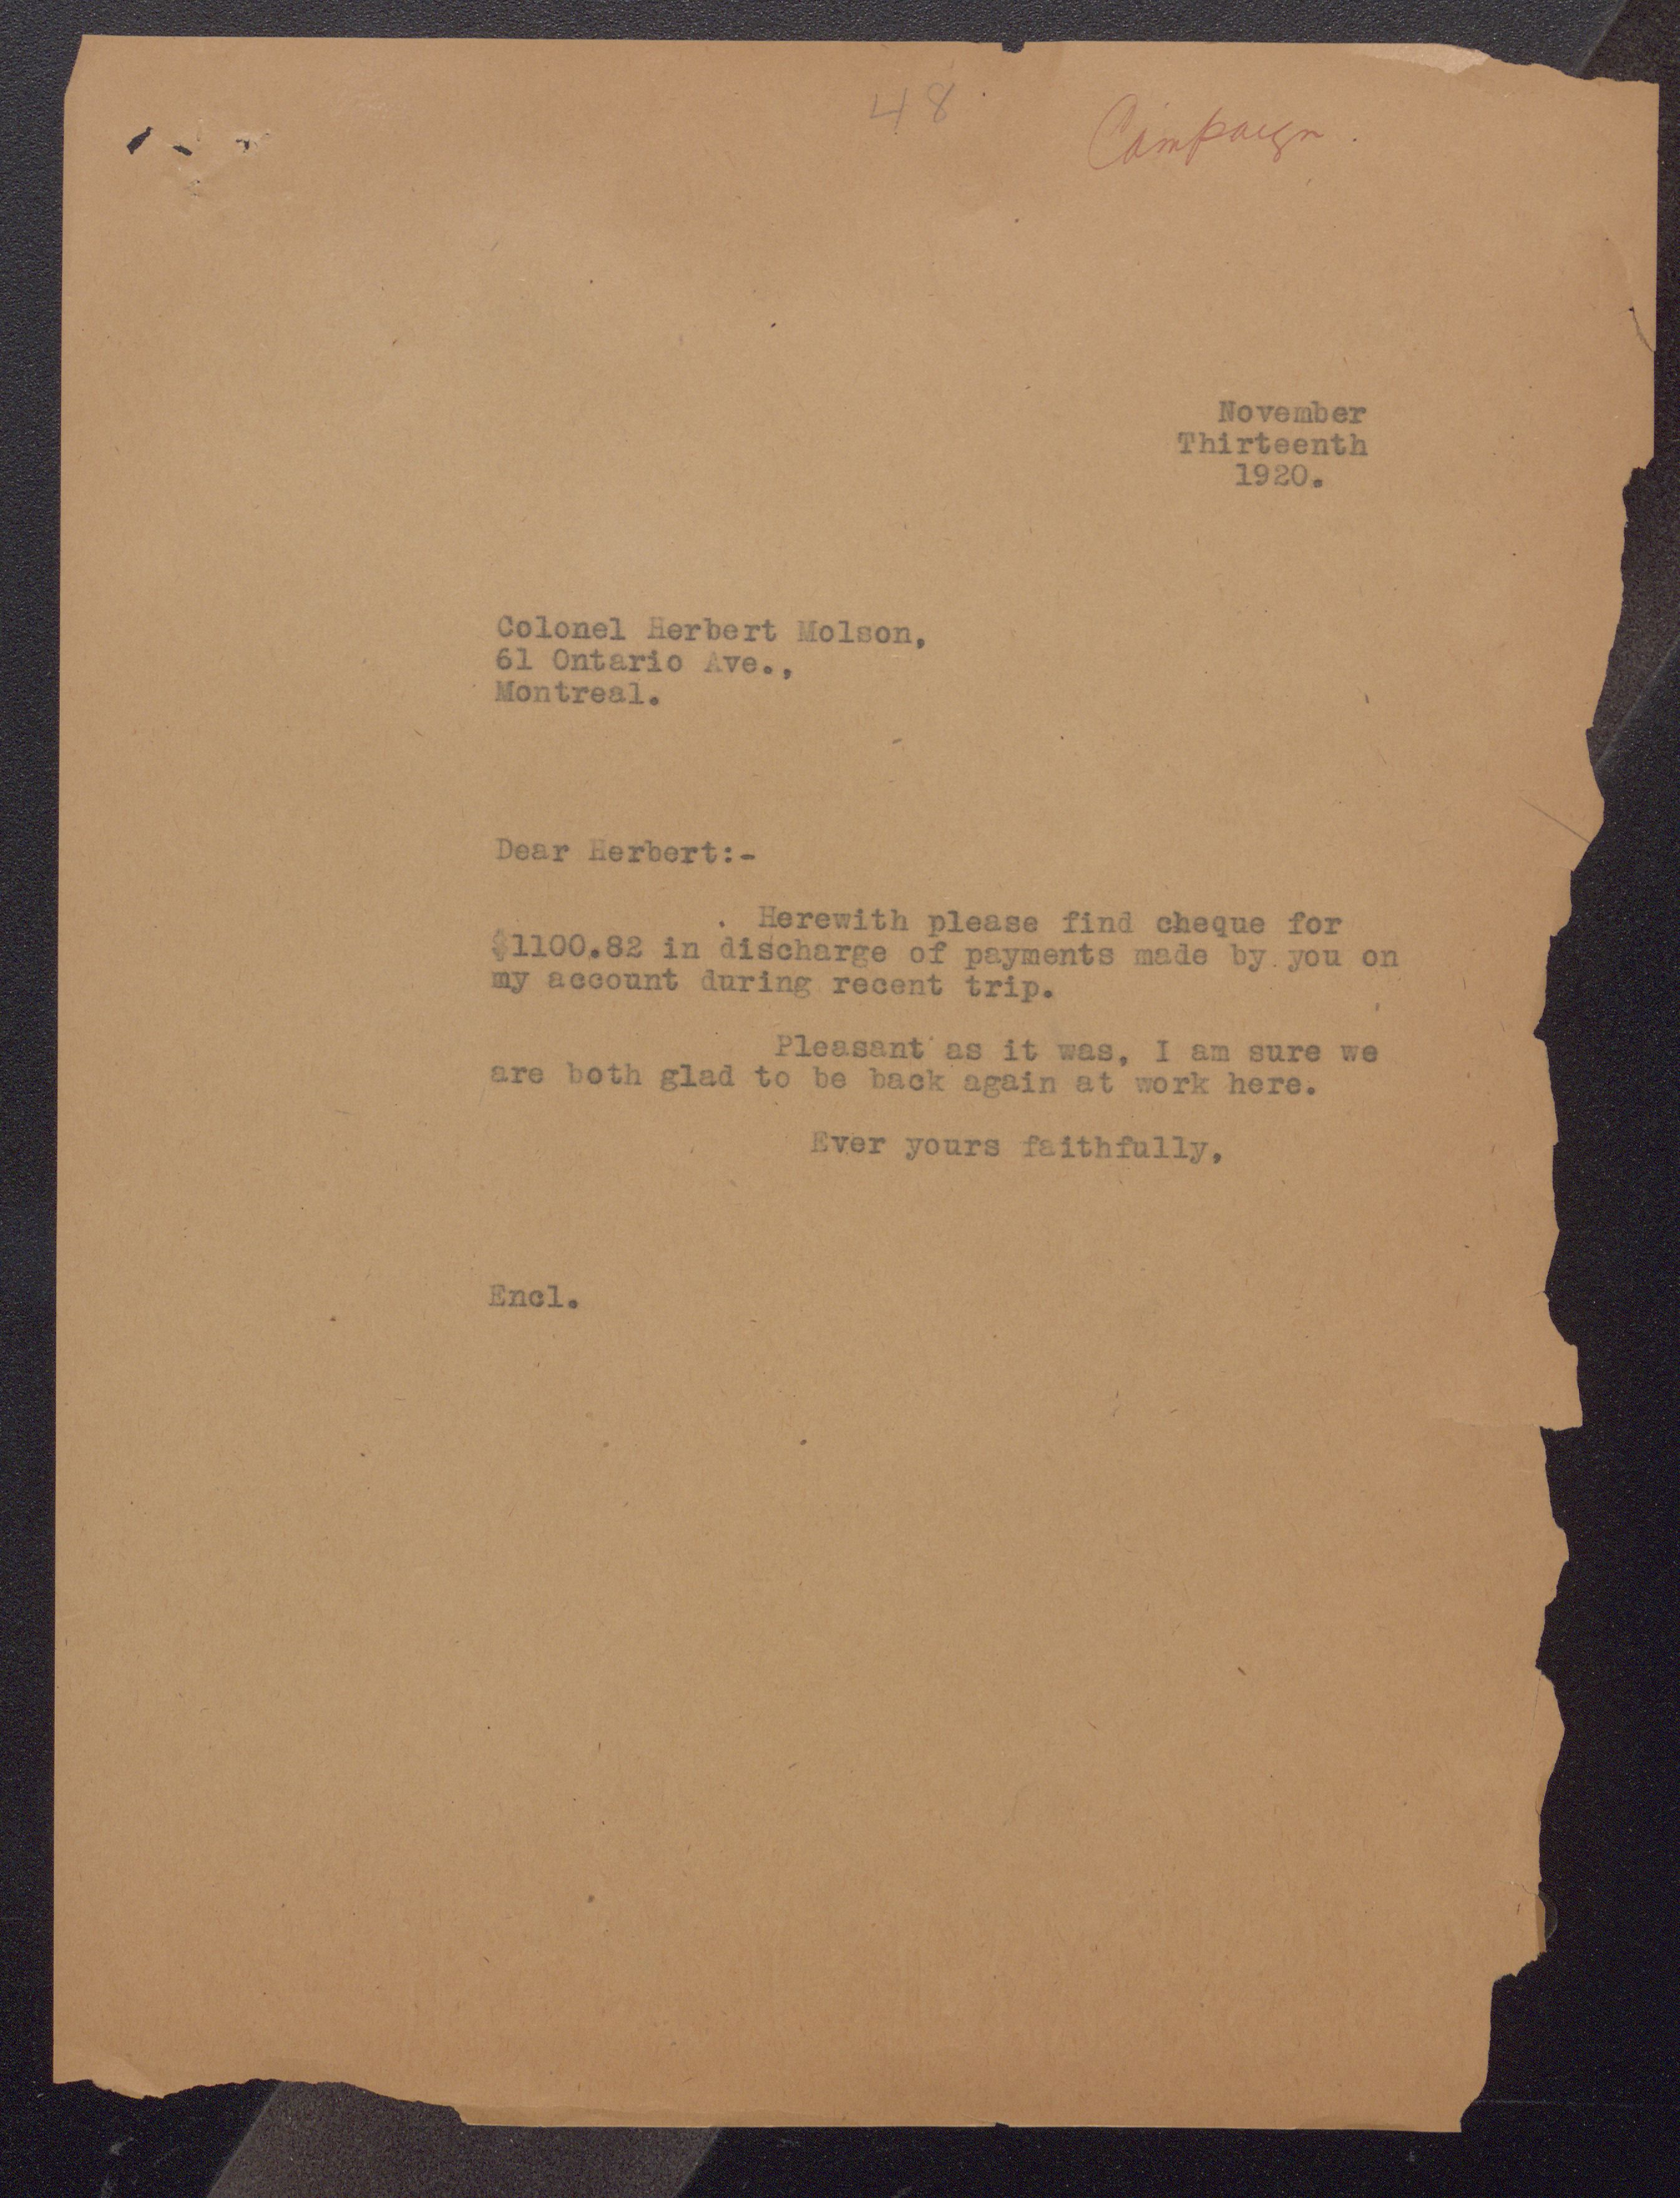 48
Campaign.
November
Thirteenth
1920.
Colonel Herbert Molson,
61 Ontario Ave.,
Montreal.
Dear Herbert:-
Herewith please find cheque for
$1100.82 in discharge of payments made by you on
my account during recent trip.
Pleasant as it was, I am sure we
are both glad to be back again at work here.
Ever yours faithfully,
Encl.